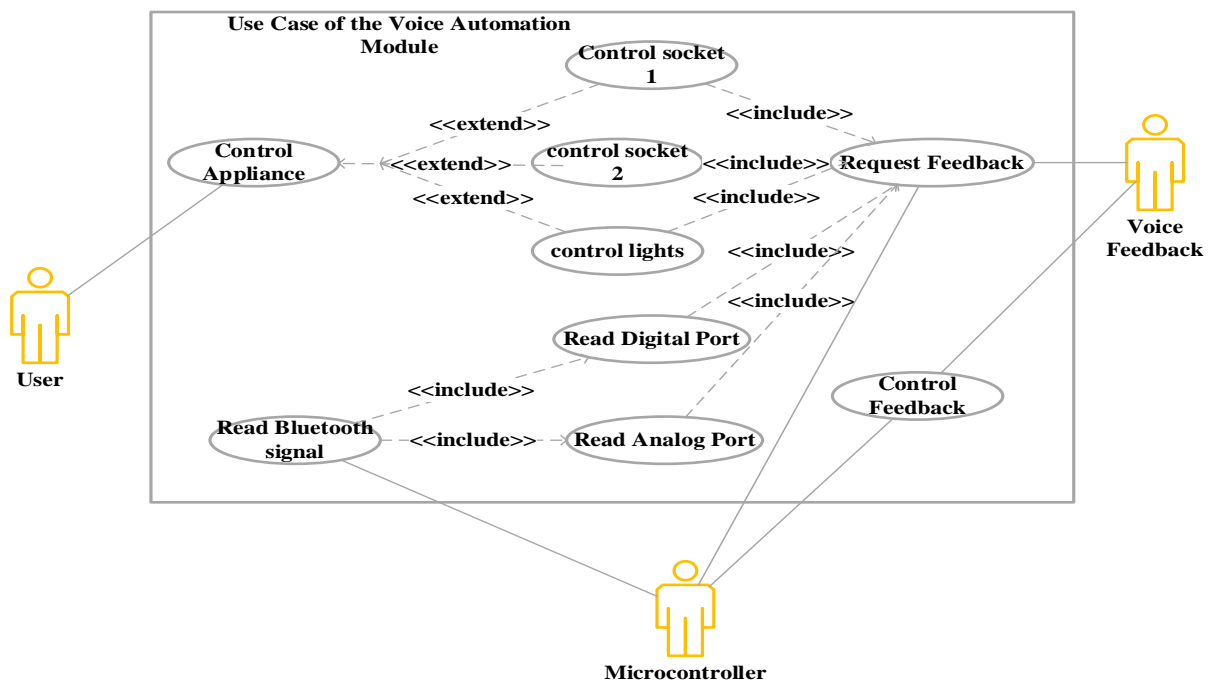 Use Case of the Voice Automation
Module
Control socket
1
<<include>>
<<extend>>
Control
Appliance
<<extend>>
control socket
2
<<include>>
Request Feedback
<<extend>>
<<include>>
control lights
<<include>>
<<include>>
Voice
Feedback
Read Digital Port
User
<<include>>
Control
Feedback
Read Bluetooth
signal
<<include>>
Read Analog Port
Microcontroller